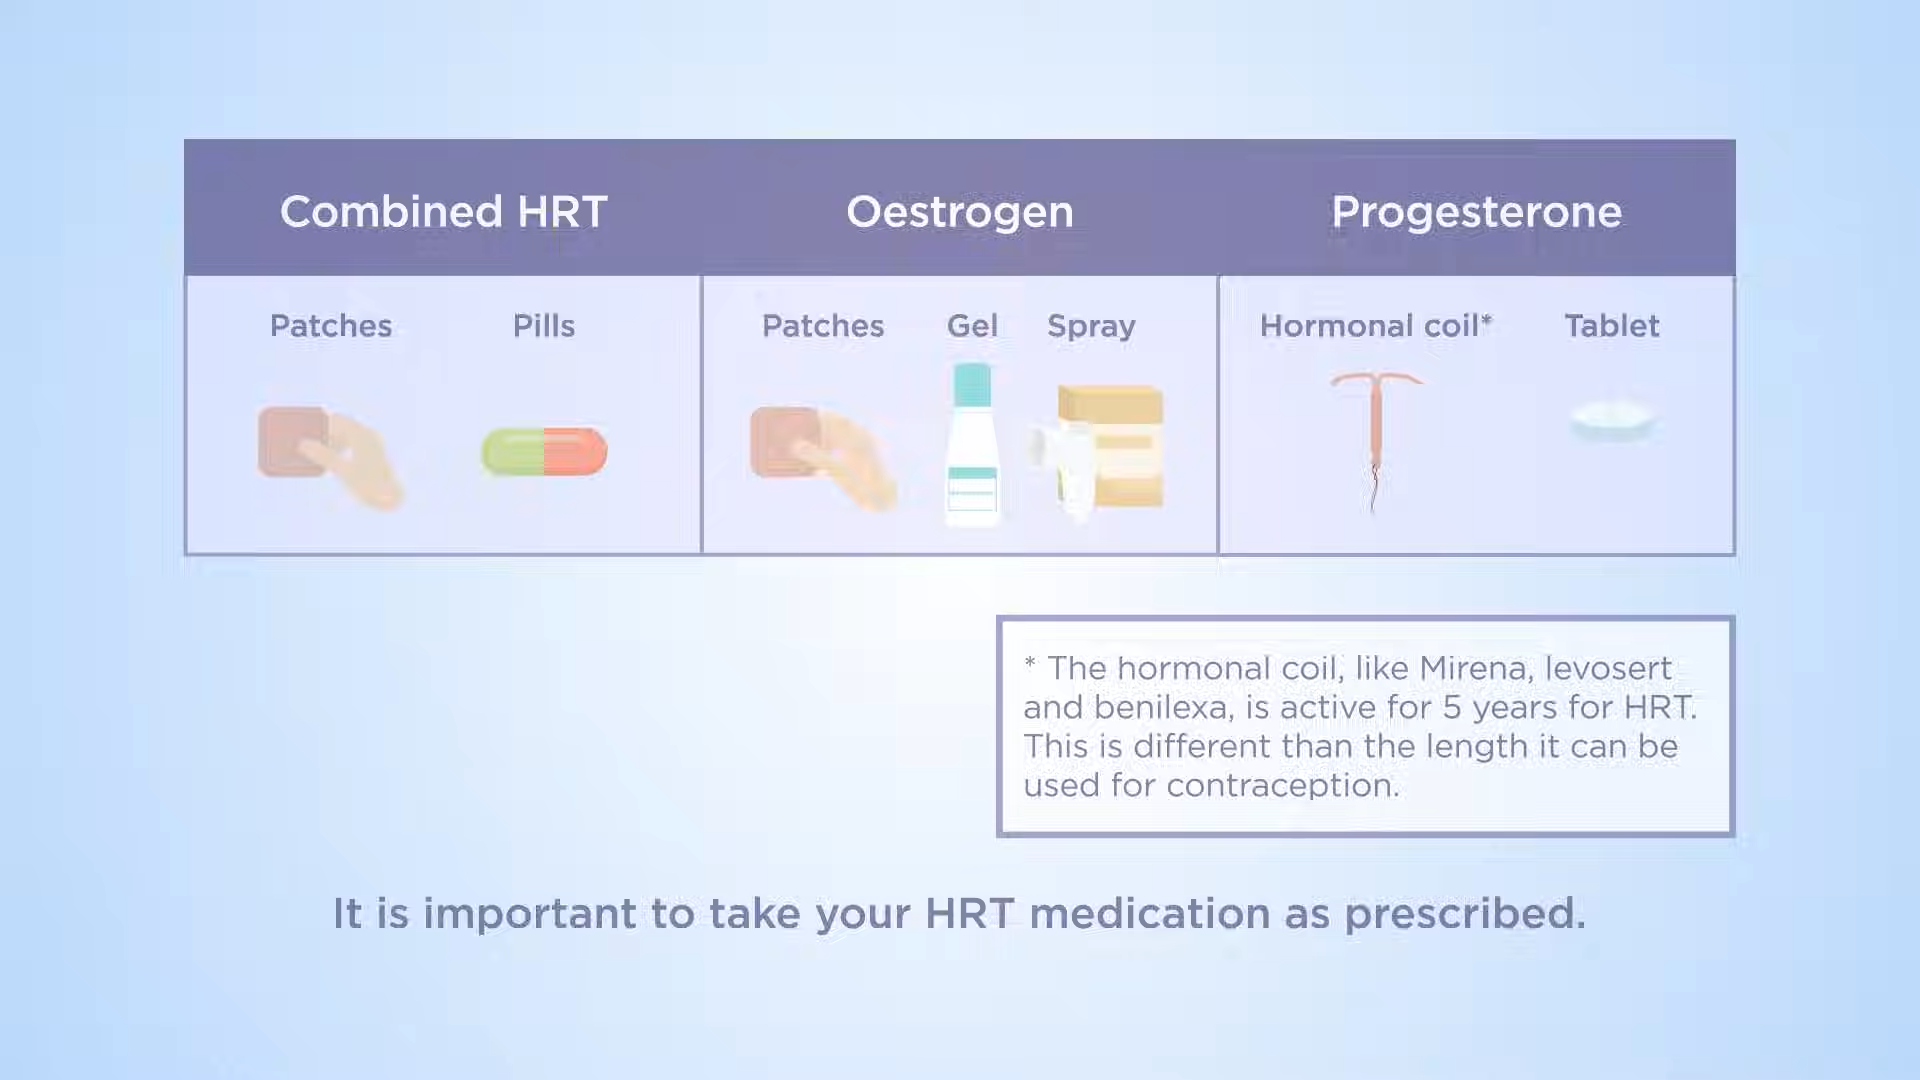 Combined HRT Oestrogen Progesterone
Patches Pills Patches Gel Spray Hormonal coil* Tablet
* The hormonal coil, like Mirena, levosert
and benilexa, is active for 5 years for HRT.
This is different than the length it can be
used for contraception.
It is important to take your HRT medication as prescribed.